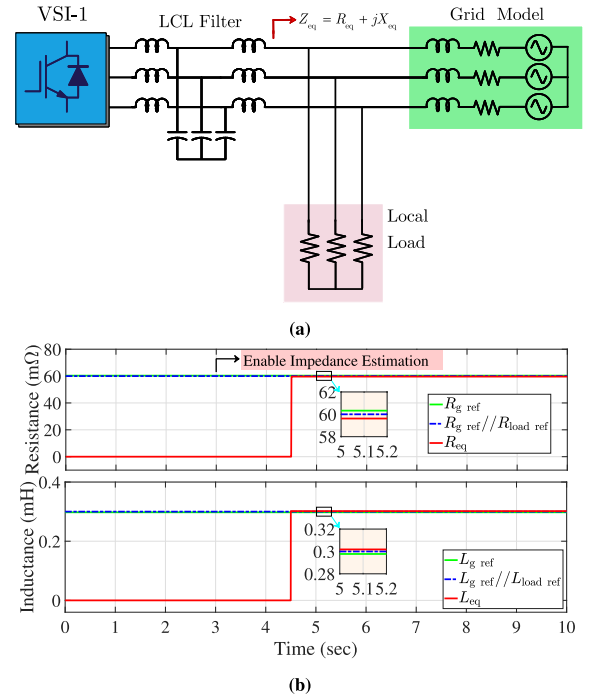 VSI-1
LCL Filter
Z_eq = R_eq + jX_eq
Grid Model
Local
Load
(a)
Resistance (mΩ)
80
60
40
20
0
Enable Impedance Estimation
62
60
58
5 5.1 5.2
R_g ref
R_g ref//R_load ref
R_eq
Inductance (mH)
0.4
0.2
0
0.32
0.3
0.28
5 5.1 5.2
L_g ref
L_g ref//L_load ref
L_eq
0 1 2 3 4 5 6 7 8 9 10
Time (sec)
(b)